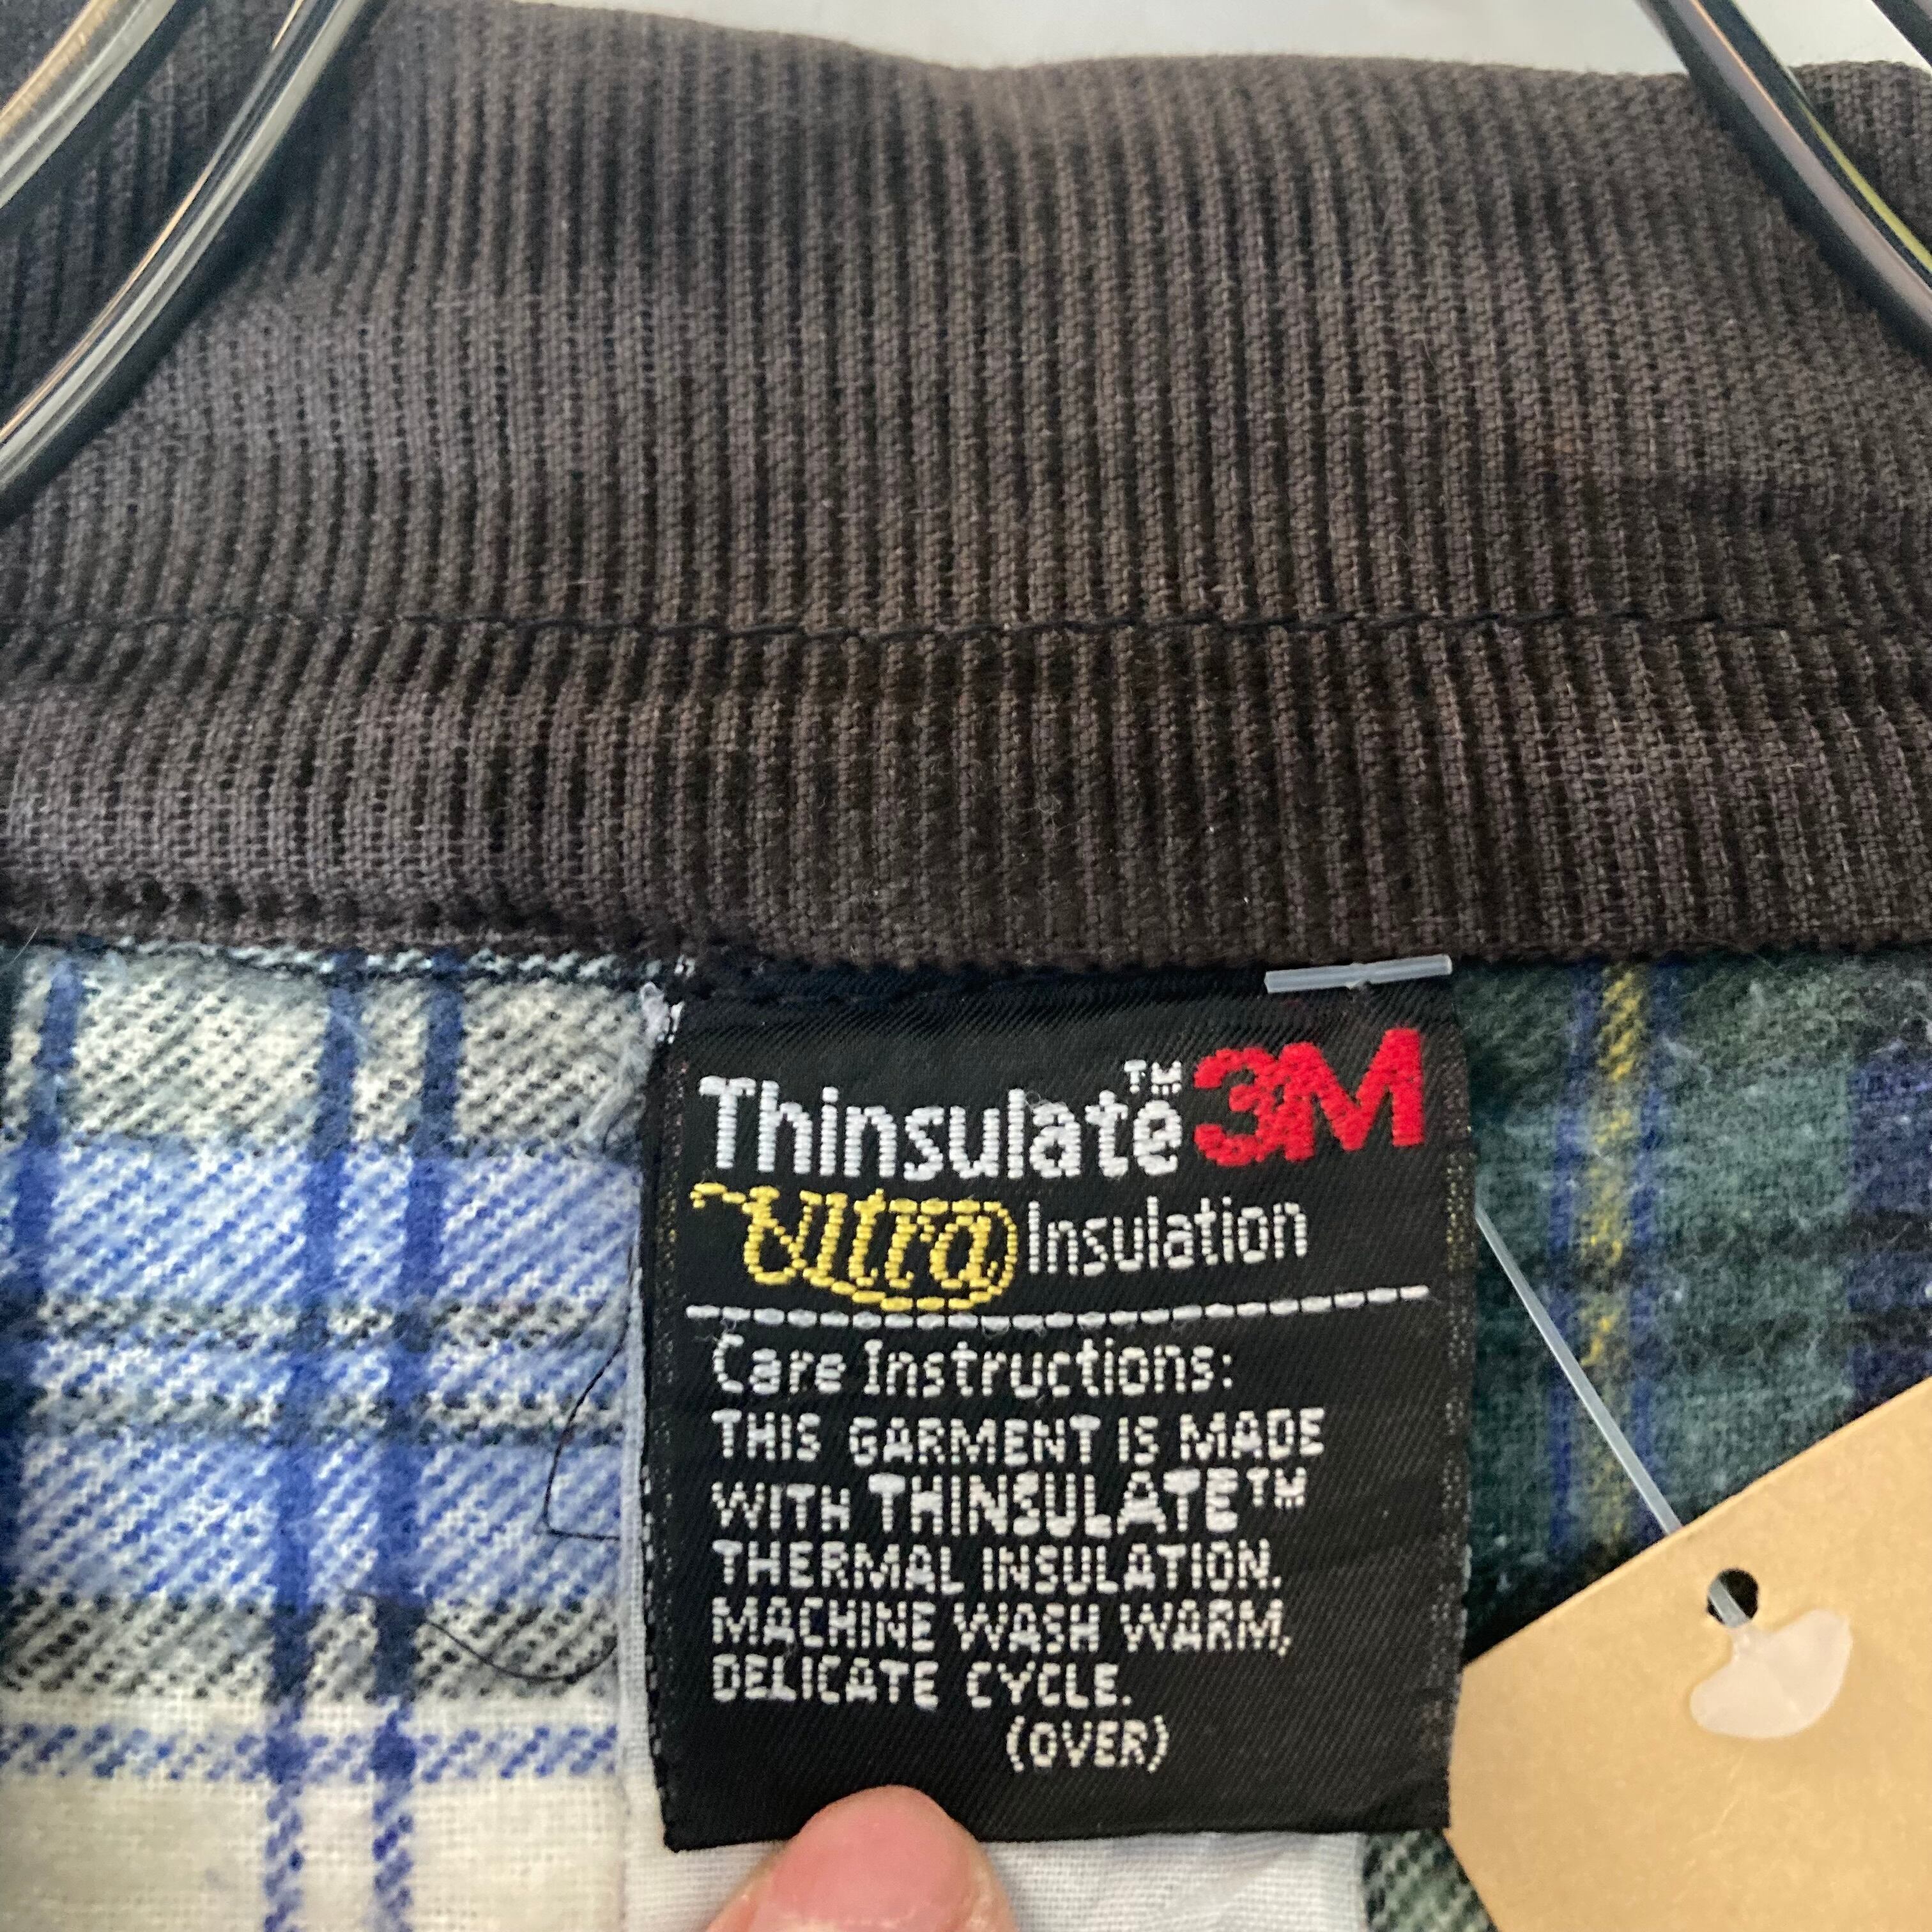 Thinsulate™ 3M
Ultra Insulation
Care Instructions:
THIS GARMENT IS MADE
WITH THINSULATE™
THERMAL INSULATION.
MACHINE WASH WARM,
DELICATE CYCLE.
(OVER)